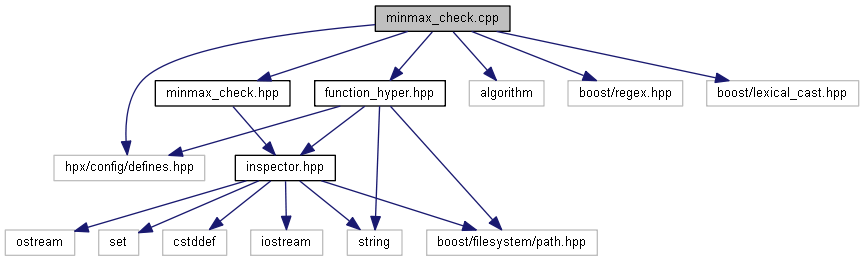 minmax_check.cpp
minmax_check.hpp
function_hyper.hpp
algorithm
boost/regex.hpp
boost/lexical_cast.hpp
hpx/config/defines.hpp
inspector.hpp
ostream
set
cstddef
iostream
string
boost/filesystem/path.hpp